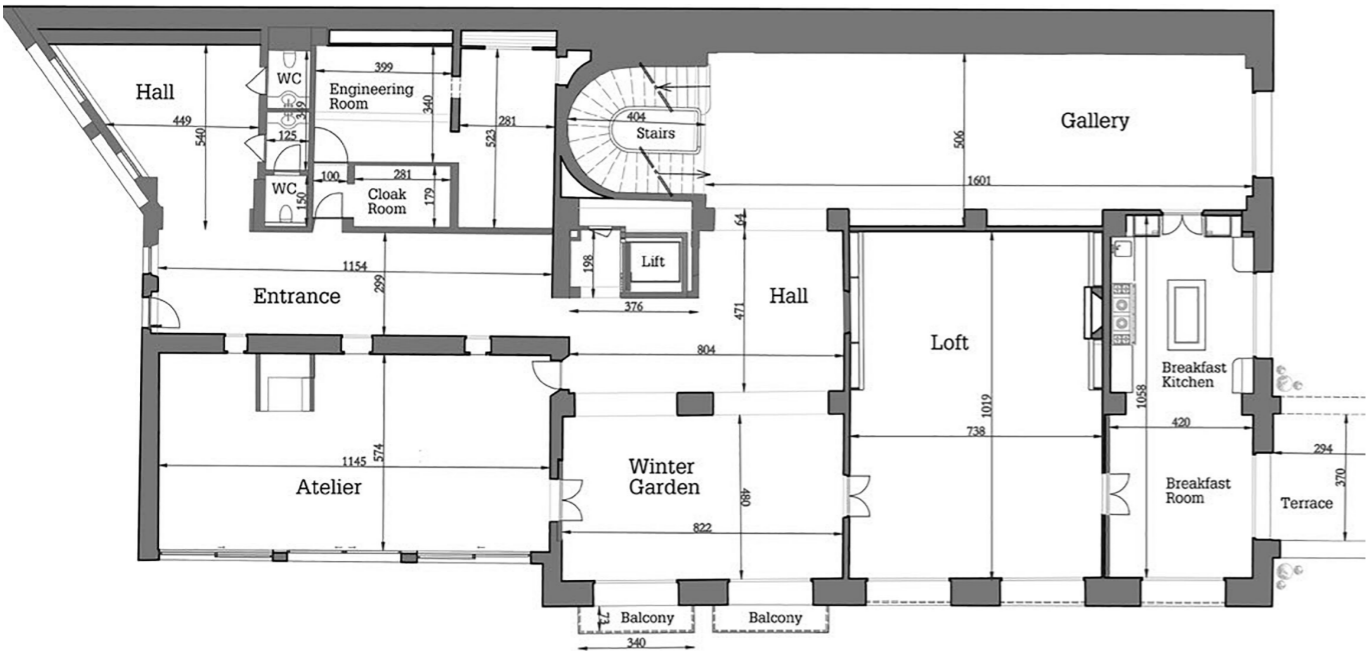 Hall
449
540
WC
349
125
WC
150
399
Engineering
Room
340
100
281
Cloak
Room
179
523
281
404
Stairs
506
Gallery
1601
64
1154
299
Entrance
198
Lift
376
Hall
471
804
Loft
1019
738
Breakfast
Kitchen
1058
420
Breakfast
Room
294
370
Terrace
574
1145
Atelier
Winter
Garden
480
822
73
Balcony
340
Balcony